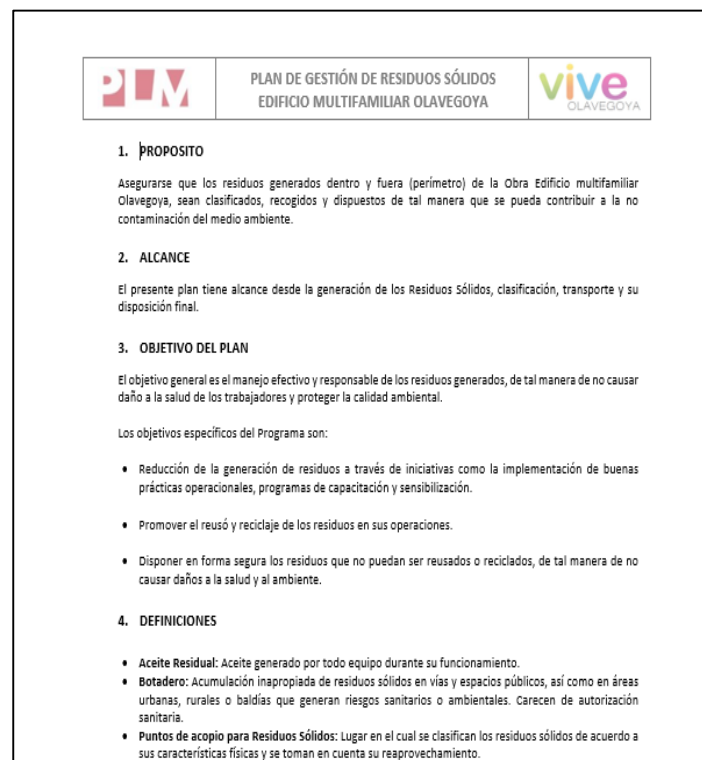 PLM
PLAN DE GESTIÓN DE RESIDUOS SÓLIDOS
EDIFICIO MULTIFAMILIAR OLAVEGOYA
vive
OLAVEGOYA
1. PROPOSITO
Asegurarse que los residuos generados dentro y fuera (perímetro) de la Obra Edificio multifamiliar
Olavegoya, sean clasificados, recogidos y dispuestos de tal manera que se pueda contribuir a la no
contaminación del medio ambiente.
2. ALCANCE
El presente plan tiene alcance desde la generación de los Residuos Sólidos, clasificación, transporte y su
disposición final.
3. OBJETIVO DEL PLAN
El objetivo general es el manejo efectivo y responsable de los residuos generados, de tal manera de no causar
daño a la salud de los trabajadores y proteger la calidad ambiental.
Los objetivos específicos del Programa son:
• Reducción de la generación de residuos a través de iniciativas como la implementación de buenas
prácticas operacionales, programas de capacitación y sensibilización.
• Promover el reusó y reciclaje de los residuos en sus operaciones.
• Disponer en forma segura los residuos que no puedan ser reusados o reciclados, de tal manera de no
causar daños a la salud y al ambiente.
4. DEFINICIONES
• Aceite Residual: Aceite generado por todo equipo durante su funcionamiento.
• Botadero: Acumulación inapropiada de residuos sólidos en vías y espacios públicos, así como en áreas
urbanas, rurales o baldías que generan riesgos sanitarios o ambientales. Carecen de autorización
sanitaria.
• Puntos de acopio para Residuos Sólidos: Lugar en el cual se clasifican los residuos sólidos de acuerdo a
sus características físicas y se toman en cuenta su reaprovechamiento.